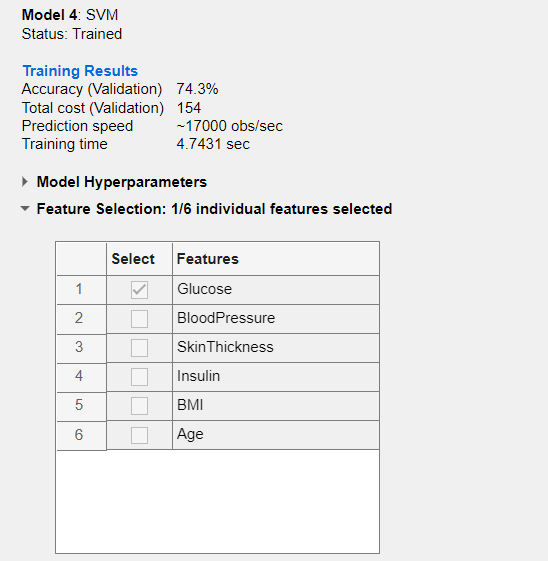 Model 4: SVM
Status: Trained
Training Results
Accuracy (Validation) 74.3%
Total cost (Validation) 154
Prediction speed ~17000 obs/sec
Training time 4.7431 sec
Model Hyperparameters
Feature Selection: 1/6 individual features selected
Select Features
1 Glucose
2 BloodPressure
3 SkinThickness
4 Insulin
5 BMI
6 Age